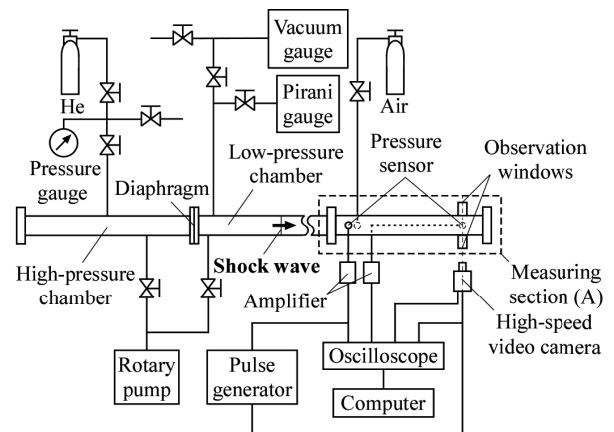 Vacuum
gauge
He
Air
Pirani
gauge
Pressure
gauge
Pressure
sensor
Observation
windows
Low-pressure
chamber
Diaphragm
Shock wave
High-pressure
chamber
Measuring
section (A)
Amplifier
High-speed
video camera
Rotary
pump
Pulse
generator
Oscilloscope
Computer